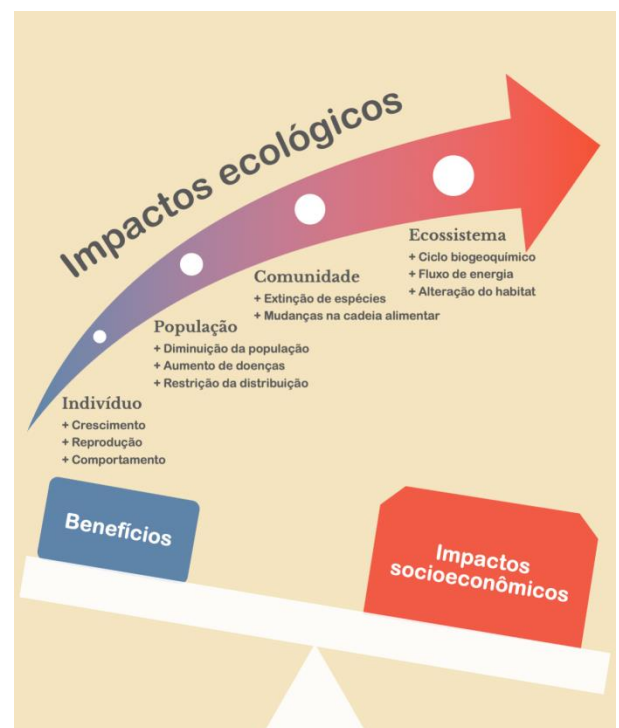 Impactos ecológicos
Indivíduo
+ Crescimento
+ Reprodução
+ Comportamento
População
+ Diminuição da população
+ Aumento de doenças
+ Restrição da distribuição
Comunidade
+ Extinção de espécies
+ Mudanças na cadeia alimentar
Ecossistema
+ Ciclo biogeoquímico
+ Fluxo de energia
+ Alteração do habitat
Benefícios
Impactos
socioeconômicos